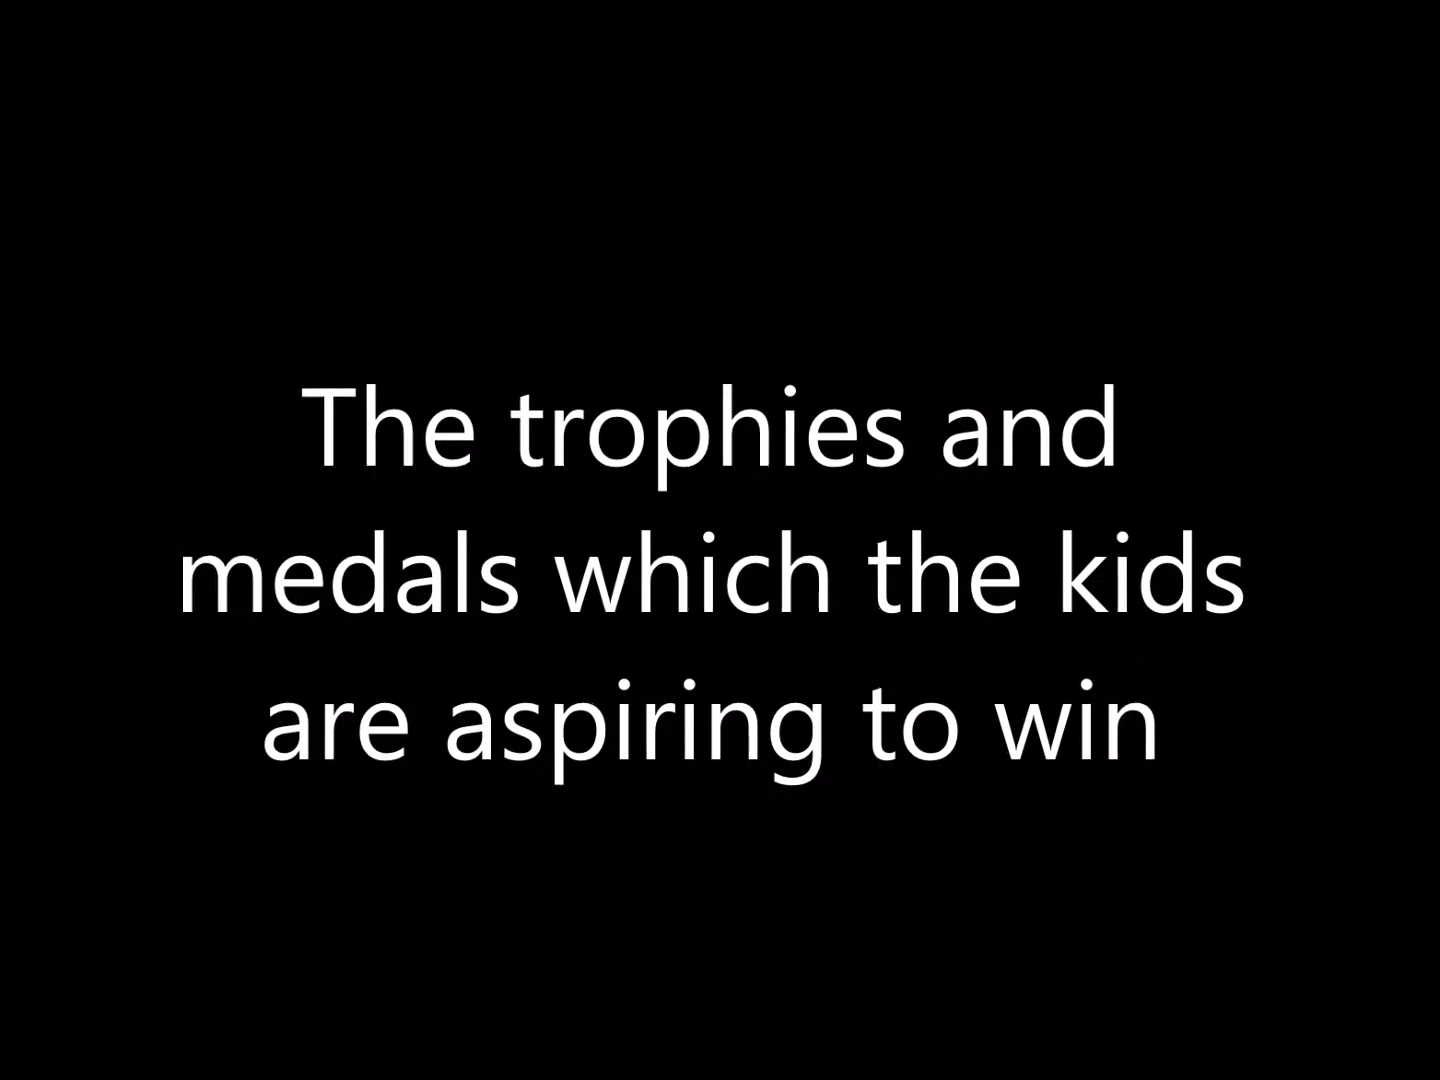 The trophies and
medals which the kids
are aspiring to win